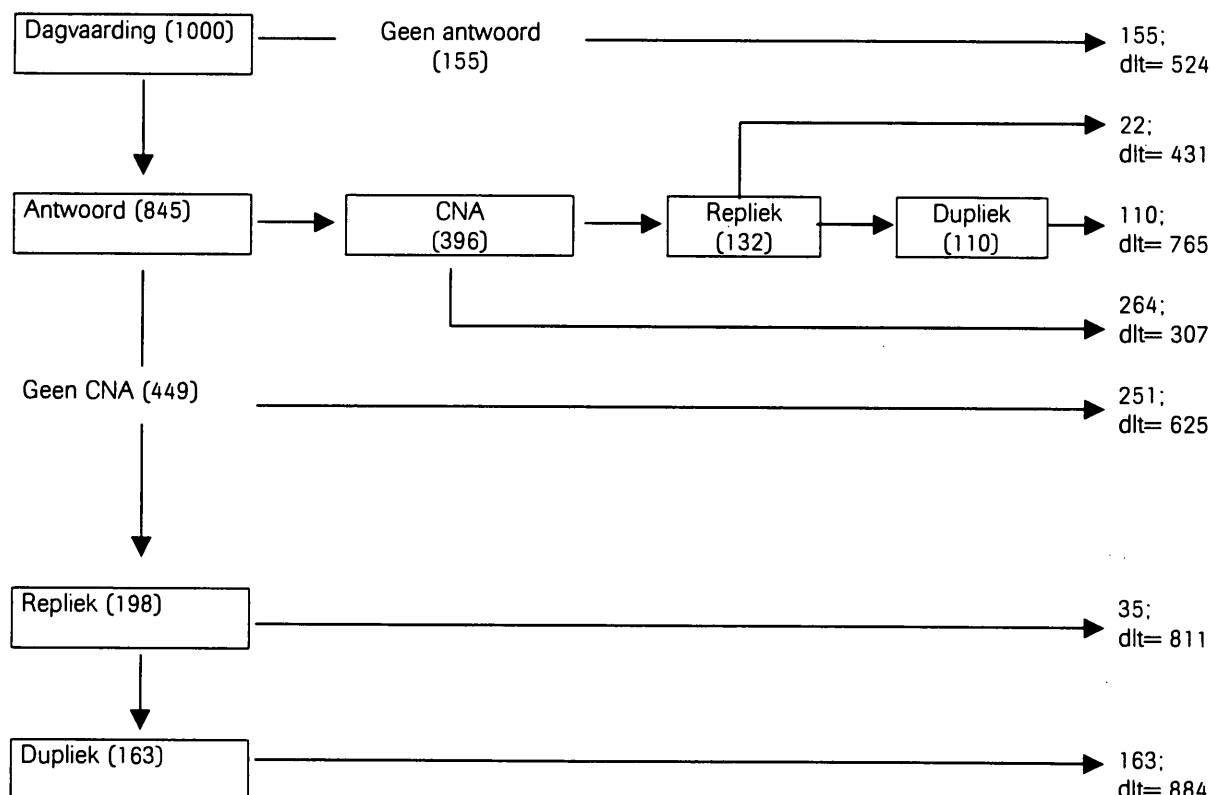 Dagvaarding (1000)
Geen antwoord
(155)
155;
dlt= 524
22;
dlt= 431
Antwoord (845)
CNA
(396)
Repliek
(132)
Dupliek
(110)
110;
dlt= 765
264;
dlt= 307
Geen CNA (449)
251;
dlt= 625
Repliek (198)
35;
dlt= 811
Dupliek (163)
163;
dlt= 884